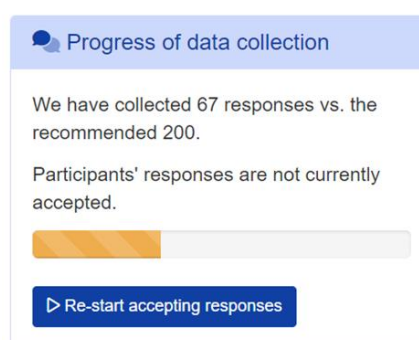 Progress of data collection
We have collected 67 responses vs. the
recommended 200.
Participants' responses are not currently
accepted.
Re-start accepting responses